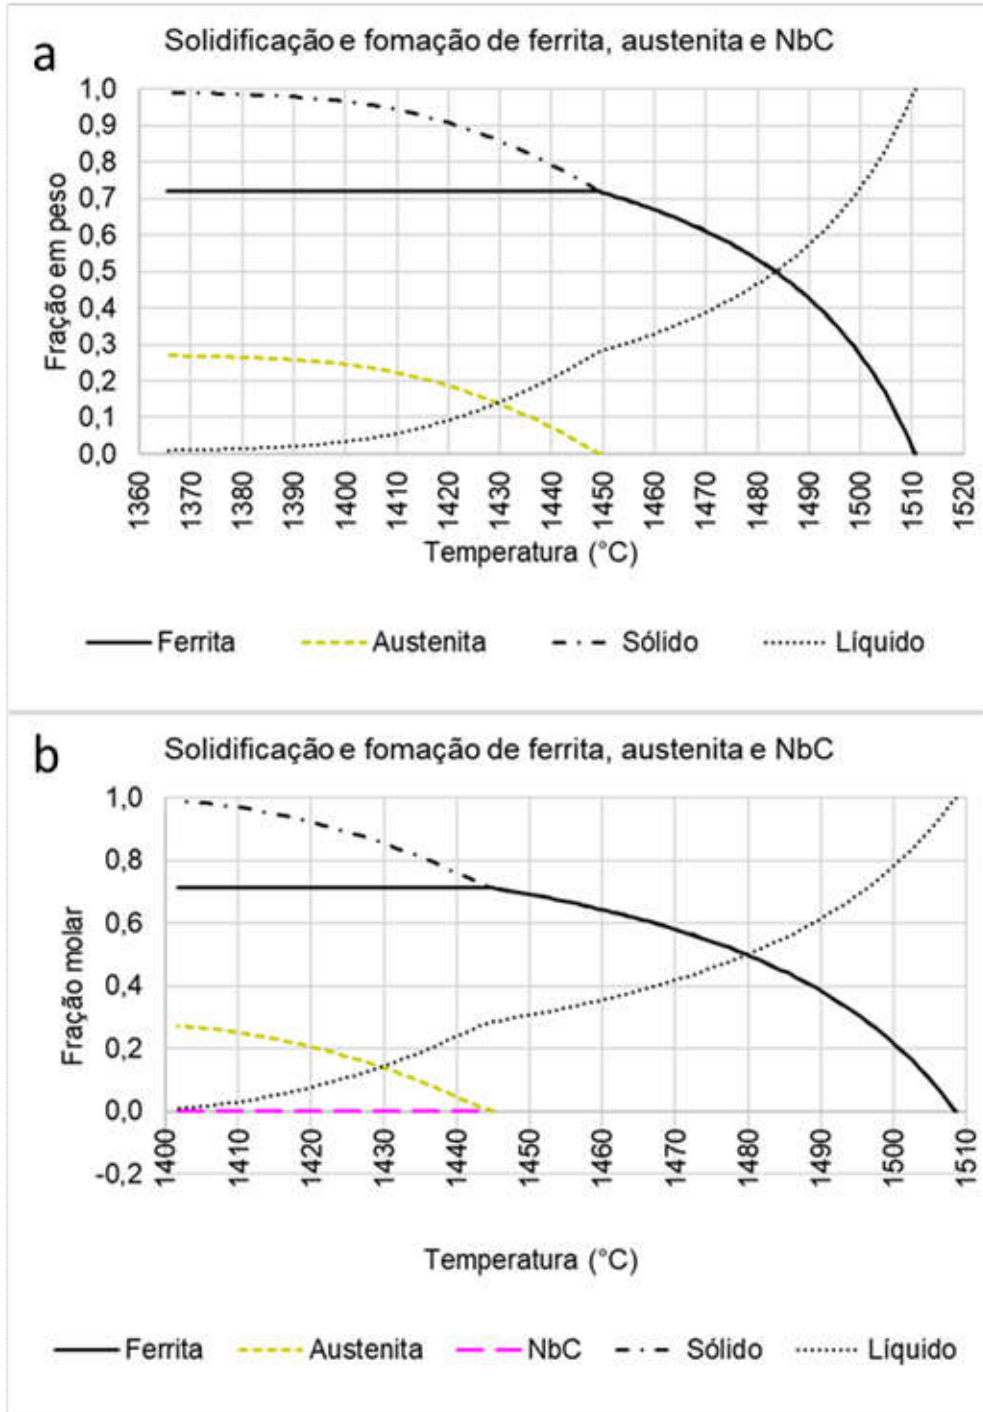 a
Solidificação e fomação de ferrita, austenita e NbC
1,0
0,9
0,8
0,7
0,6
0,5
0,4
0,3
0,2
0,1
0,0
Fração em peso
1360 1370 1380 1390 1400 1410 1420 1430 1440 1450 1460 1470 1480 1490 1500 1510 1520
Temperatura (°C)
Ferrita Austenita Sólido Líquido
b
Solidificação e fomação de ferrita, austenita e NbC
1,0
0,8
0,6
0,4
0,2
0,0
-0,2
Fração molar
1400 1410 1420 1430 1440 1450 1460 1470 1480 1490 1500 1510
Temperatura (°C)
Ferrita Austenita NbC Sólido Líquido